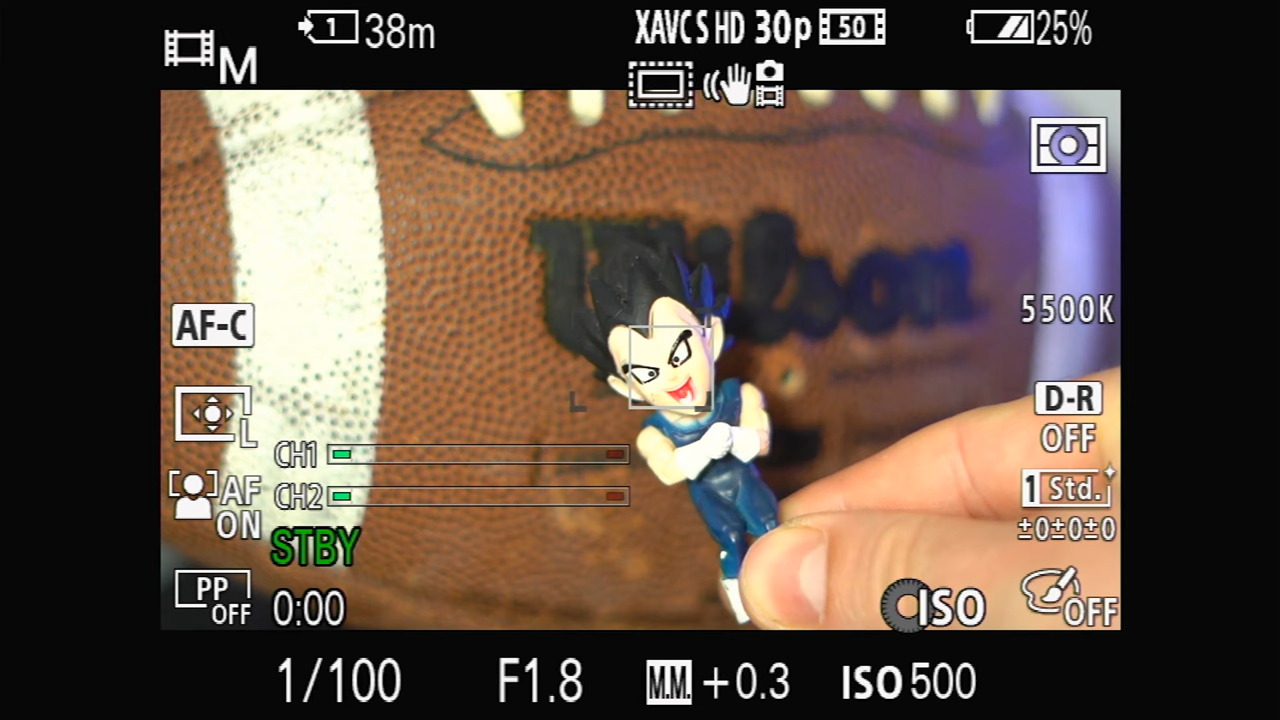 M
1 38m
XAVC S HD 30p 50
25%
Wilson
5500K
AF-C
D-R
OFF
L
CH1
CH2
AF
ON
1 Std.
±0±0±0
STBY
PP
OFF
0:00
ISO
OFF
1/100
F1.8
M.M. +0.3
ISO 500